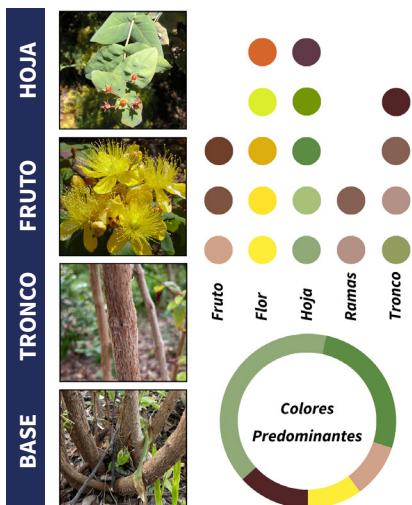 HOJA
FRUTO
TRONCO
BASE
Fruto
Flor
Hoja
Ramas
Tronco
Colores
Predominantes